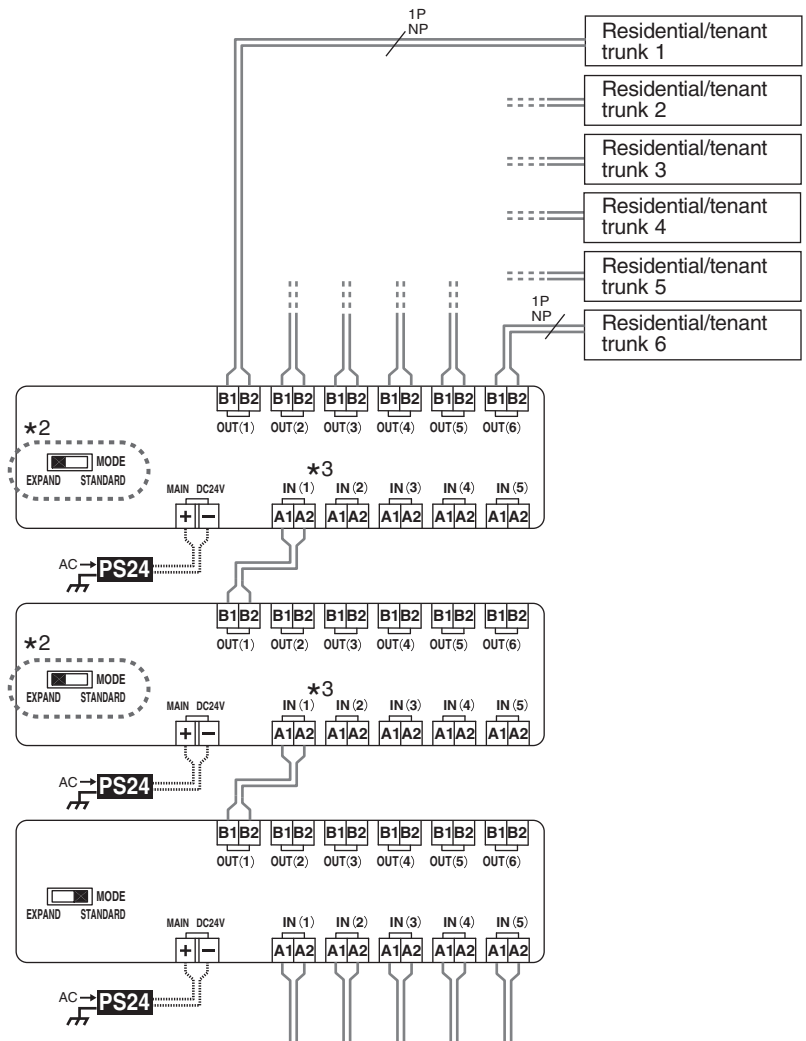 1P
NP
Residential/tenant
trunk 1
Residential/tenant
trunk 2
Residential/tenant
trunk 3
Residential/tenant
trunk 4
Residential/tenant
trunk 5
1P
NP
Residential/tenant
trunk 6
B1 B2 B1 B2 B1 B2 B1 B2 B1 B2 B1 B2
OUT(1) OUT(2) OUT(3) OUT(4) OUT(5) OUT(6)
*2
MODE
EXPAND STANDARD
*3
MAIN DC24V IN(1) IN(2) IN(3) IN(4) IN(5)
+ − A1 A2 A1 A2 A1 A2 A1 A2 A1 A2
AC → PS24
B1 B2 B1 B2 B1 B2 B1 B2 B1 B2 B1 B2
OUT(1) OUT(2) OUT(3) OUT(4) OUT(5) OUT(6)
*2
MODE
EXPAND STANDARD
*3
MAIN DC24V IN(1) IN(2) IN(3) IN(4) IN(5)
+ − A1 A2 A1 A2 A1 A2 A1 A2 A1 A2
AC → PS24
B1 B2 B1 B2 B1 B2 B1 B2 B1 B2 B1 B2
OUT(1) OUT(2) OUT(3) OUT(4) OUT(5) OUT(6)
MODE
EXPAND STANDARD
MAIN DC24V IN(1) IN(2) IN(3) IN(4) IN(5)
+ − A1 A2 A1 A2 A1 A2 A1 A2 A1 A2
AC → PS24